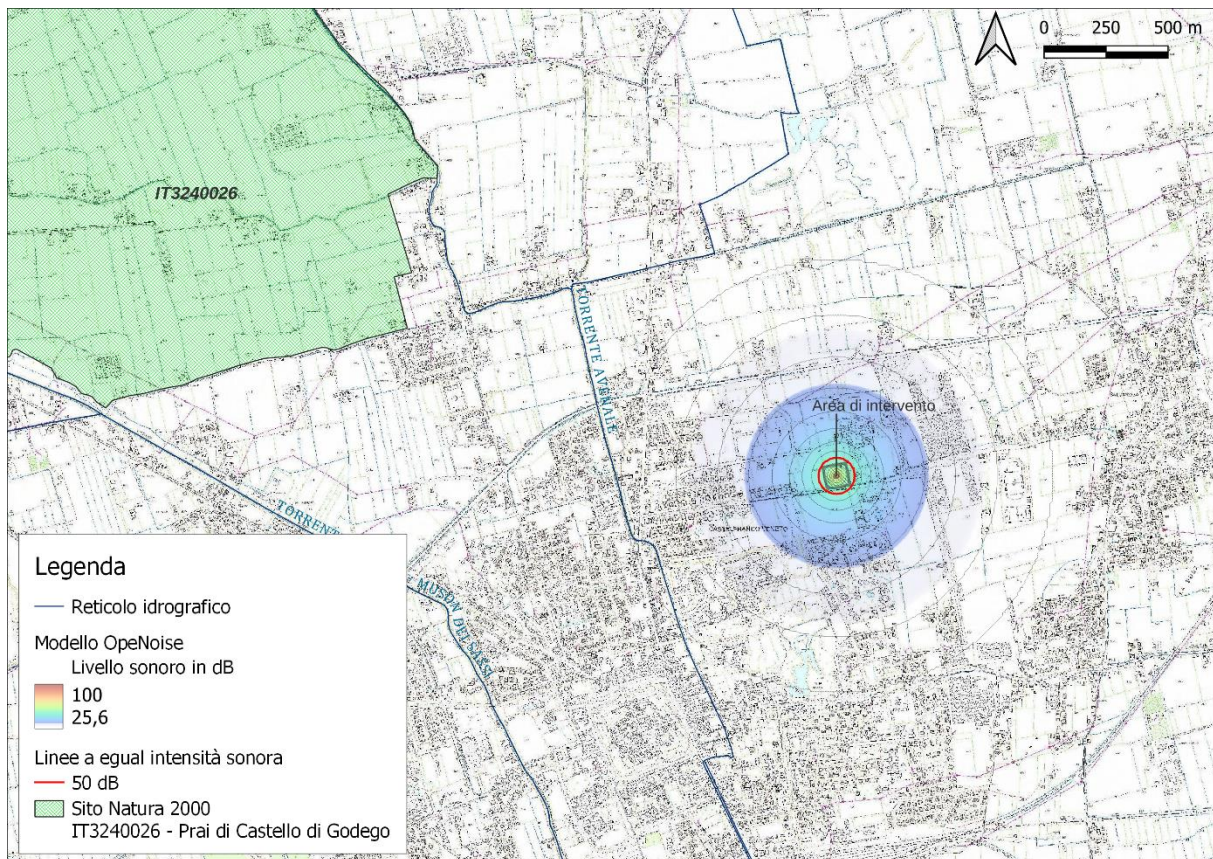 0 250 500 m
IT3240026
TORRENTE AVENALE
Area di intervento
CASTELFRANCO VENETO
TORRENTE
MUSON DEI SASSI
Legenda
Reticolo idrografico
Modello OpeNoise
Livello sonoro in dB
100
25,6
Linee a egual intensità sonora
50 dB
Sito Natura 2000
IT3240026 - Prai di Castello di Godego